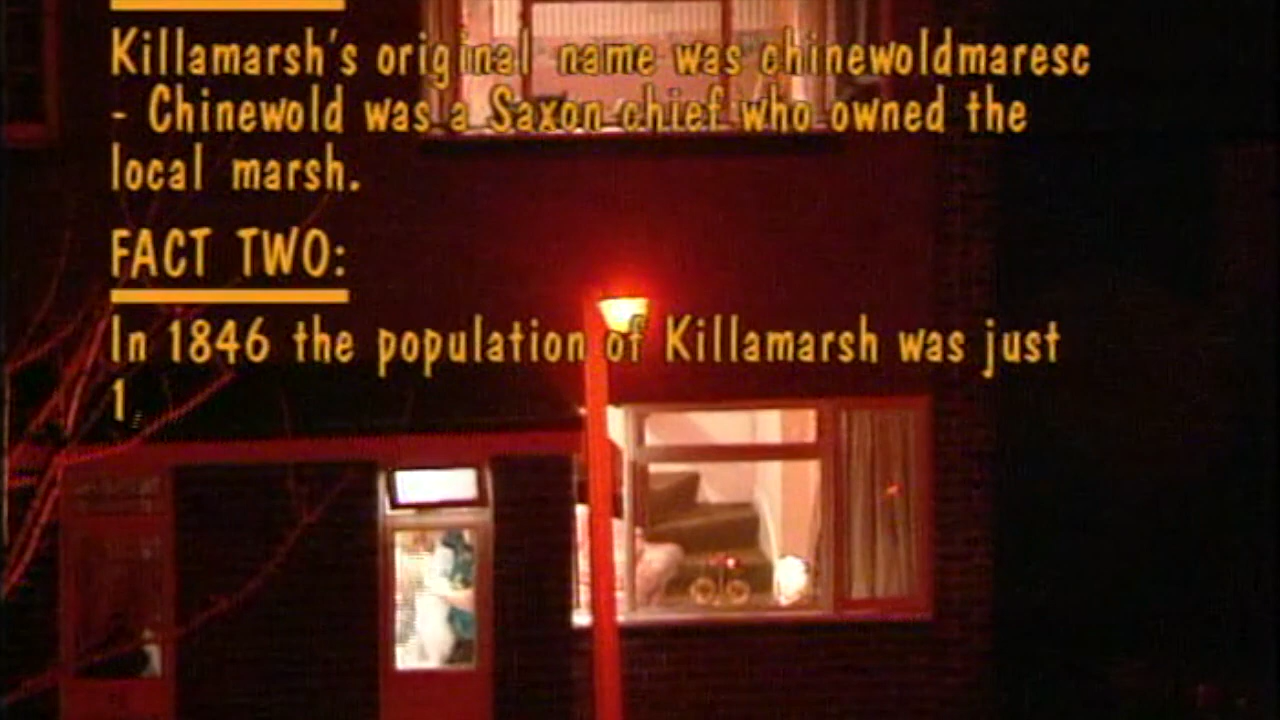 Killamarsh's original name was chinewoldmaresc
- Chinewold was a Saxon chief who owned the
local marsh.
FACT TWO:
In 1846 the population of Killamarsh was just
1,